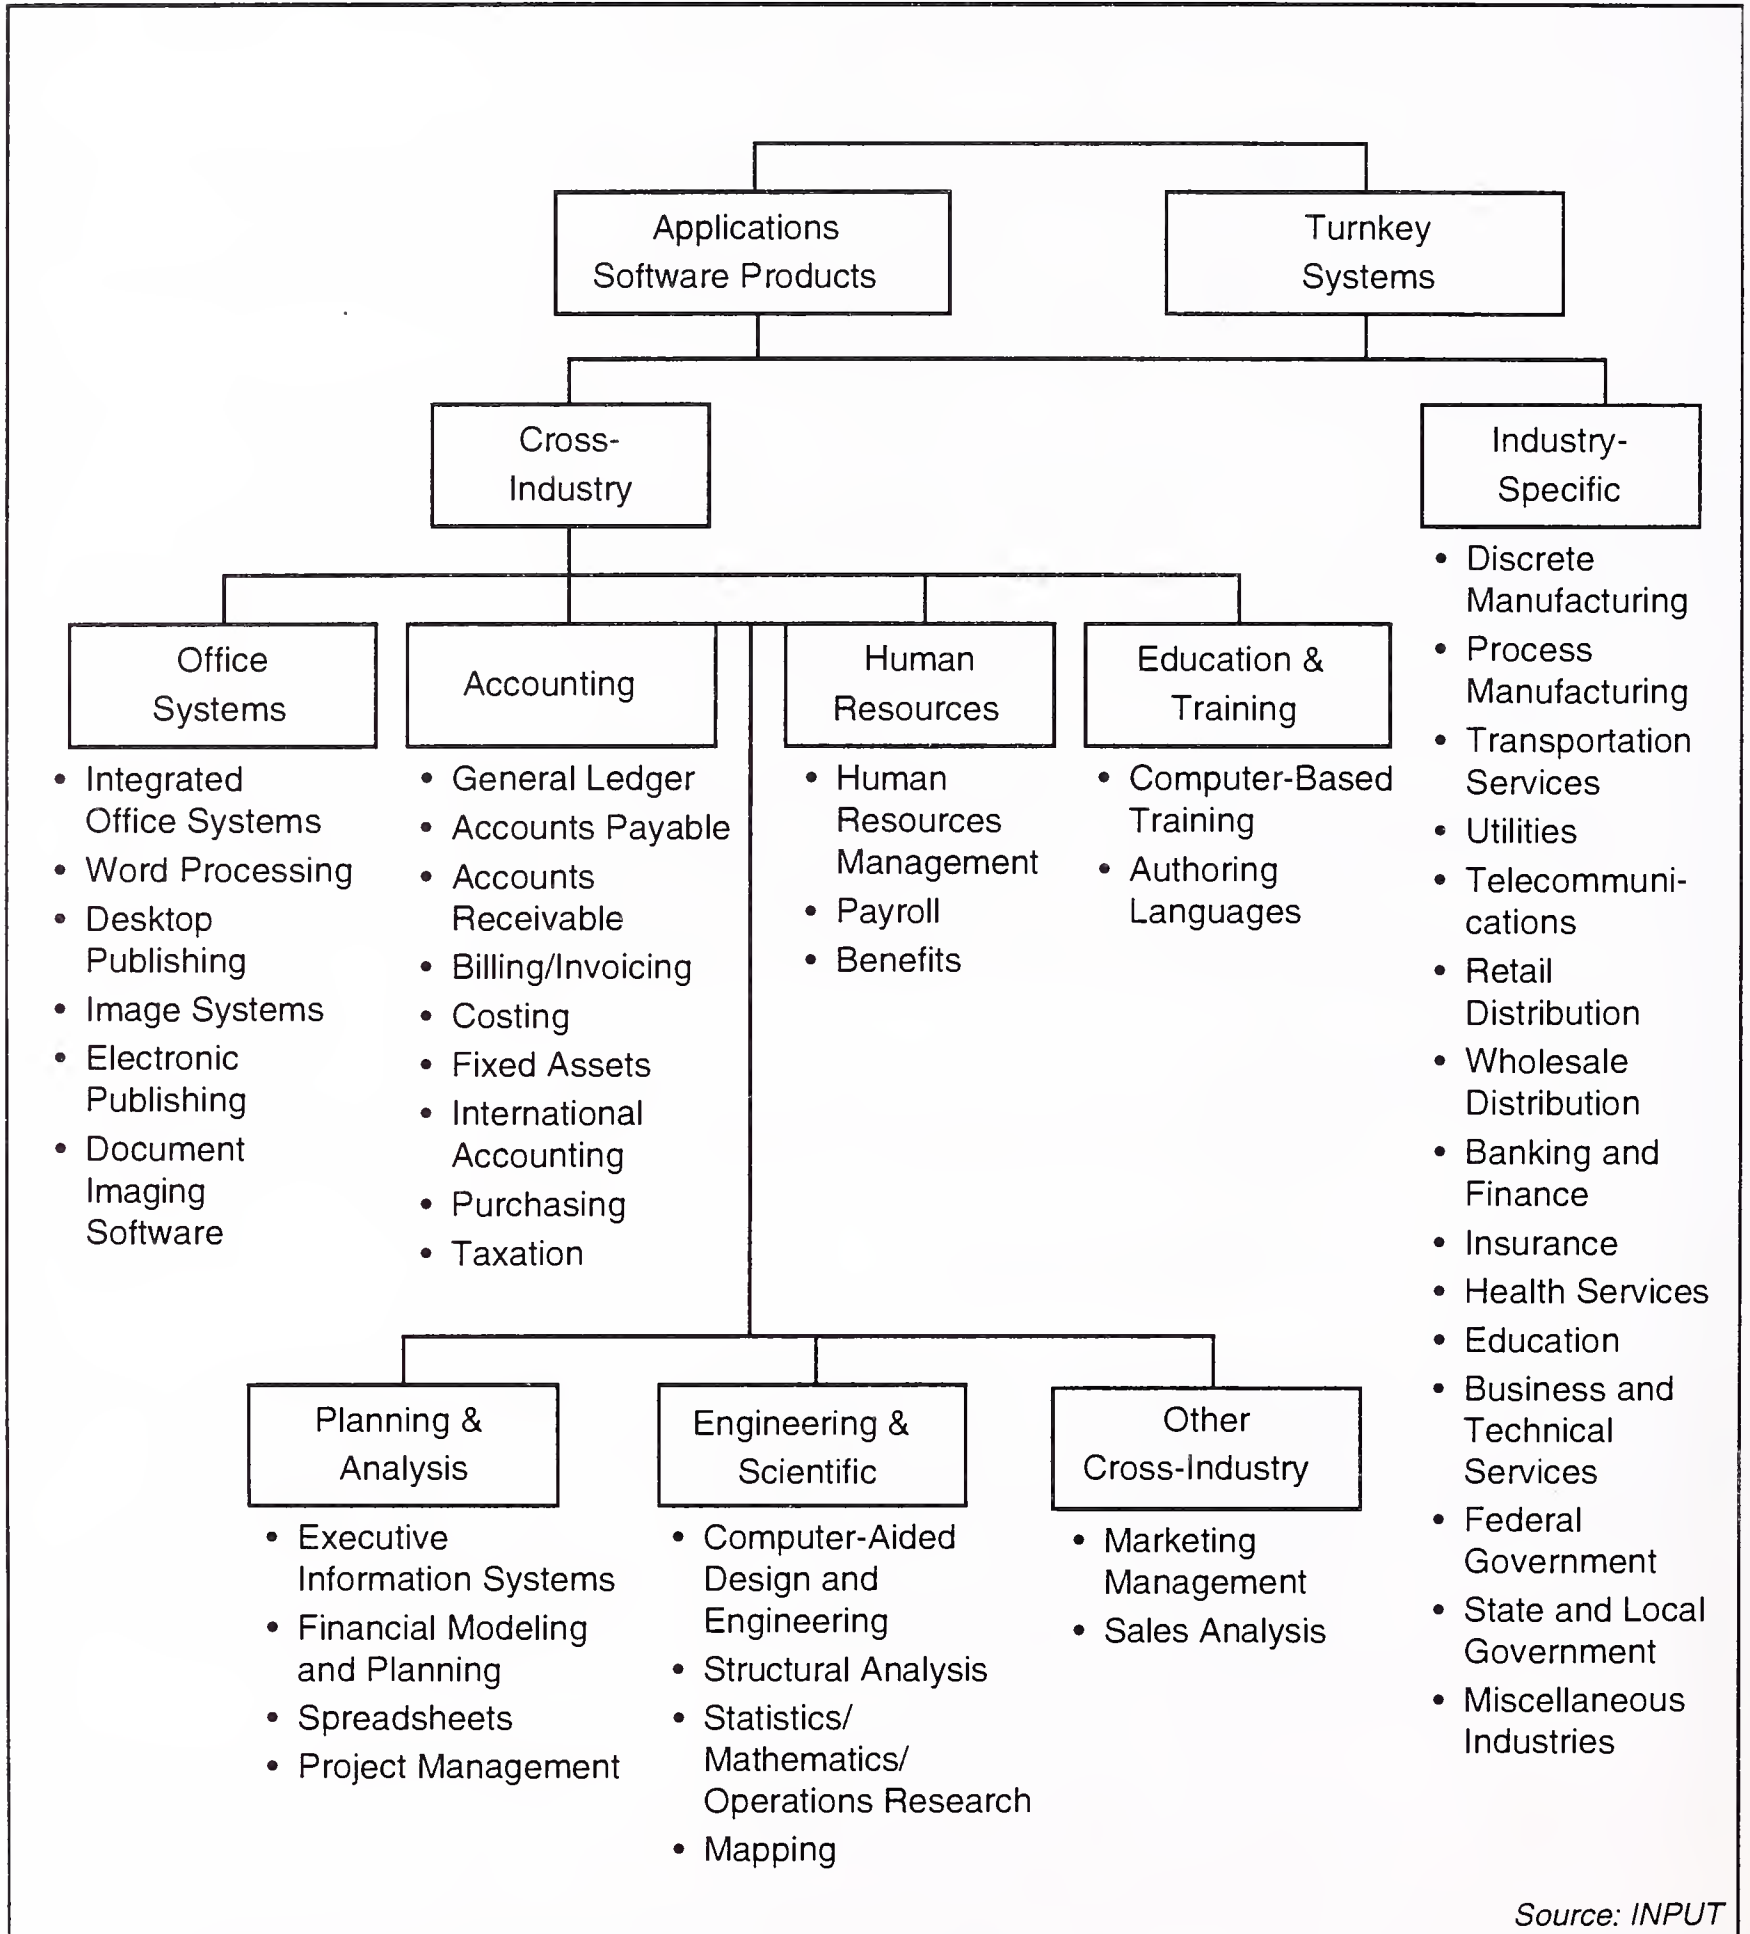 Applications
Software Products
Turnkey
Systems
Cross-
Industry
Industry-
Specific
• Discrete
Manufacturing
• Process
Manufacturing
• Transportation
Services
• Utilities
• Telecommuni-
cations
• Retail
Distribution
• Wholesale
Distribution
• Banking and
Finance
• Insurance
• Health Services
• Education
• Business and
Technical
Services
• Federal
Government
• State and Local
Government
• Miscellaneous
Industries
Office
Systems
• Integrated
Office Systems
• Word Processing
• Desktop
Publishing
• Image Systems
• Electronic
Publishing
• Document
Imaging
Software
Accounting
• General Ledger
• Accounts Payable
• Accounts
Receivable
• Billing/Invoicing
• Costing
• Fixed Assets
• International
Accounting
• Purchasing
• Taxation
Human
Resources
• Human
Resources
Management
• Payroll
• Benefits
Education &
Training
• Computer-Based
Training
• Authoring
Languages
Planning &
Analysis
• Executive
Information Systems
• Financial Modeling
and Planning
• Spreadsheets
• Project Management
Engineering &
Scientific
• Computer-Aided
Design and
Engineering
• Structural Analysis
• Statistics/
Mathematics/
Operations Research
• Mapping
Other
Cross-Industry
• Marketing
Management
• Sales Analysis
Source: INPUT